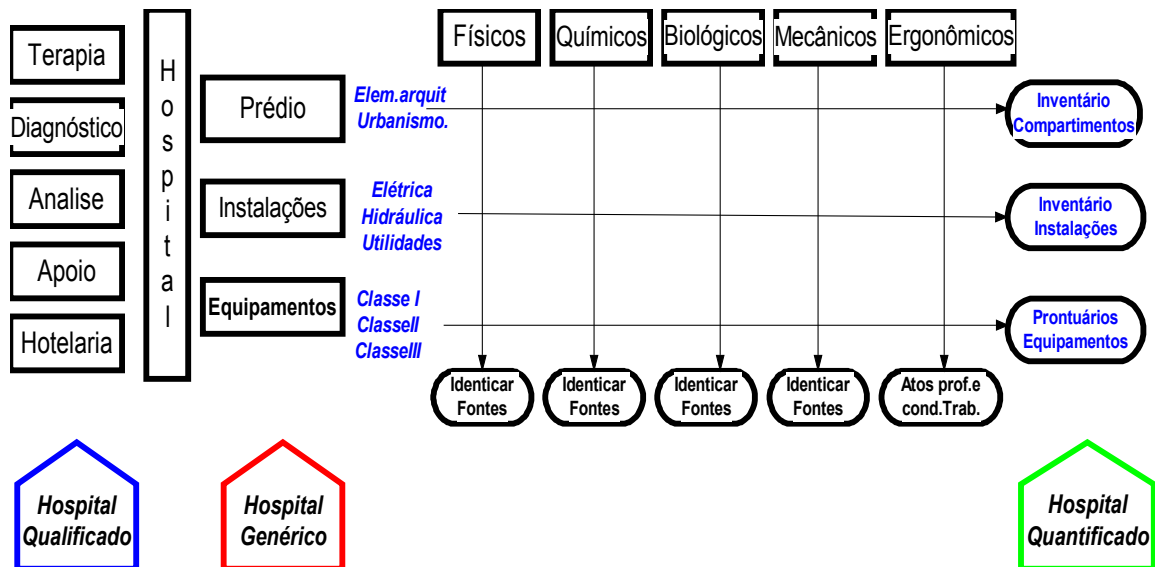 Terapia
Diagnóstico
Analise
Apoio
Hotelaria
H
o
s
p
i
t
a
l
Prédio
Instalações
Equipamentos
Elem.arquit
Urbanismo.
Elétrica
Hidráulica
Utilidades
Classe I
ClasseII
ClasseIII
Físicos
Químicos
Biológicos
Mecânicos
Ergonômicos
Inventário
Compartimentos
Inventário
Instalações
Prontuários
Equipamentos
Identicar
Fontes
Identicar
Fontes
Identicar
Fontes
Identicar
Fontes
Atos prof.e
cond.Trab.
Hospital
Qualificado
Hospital
Genérico
Hospital
Quantificado